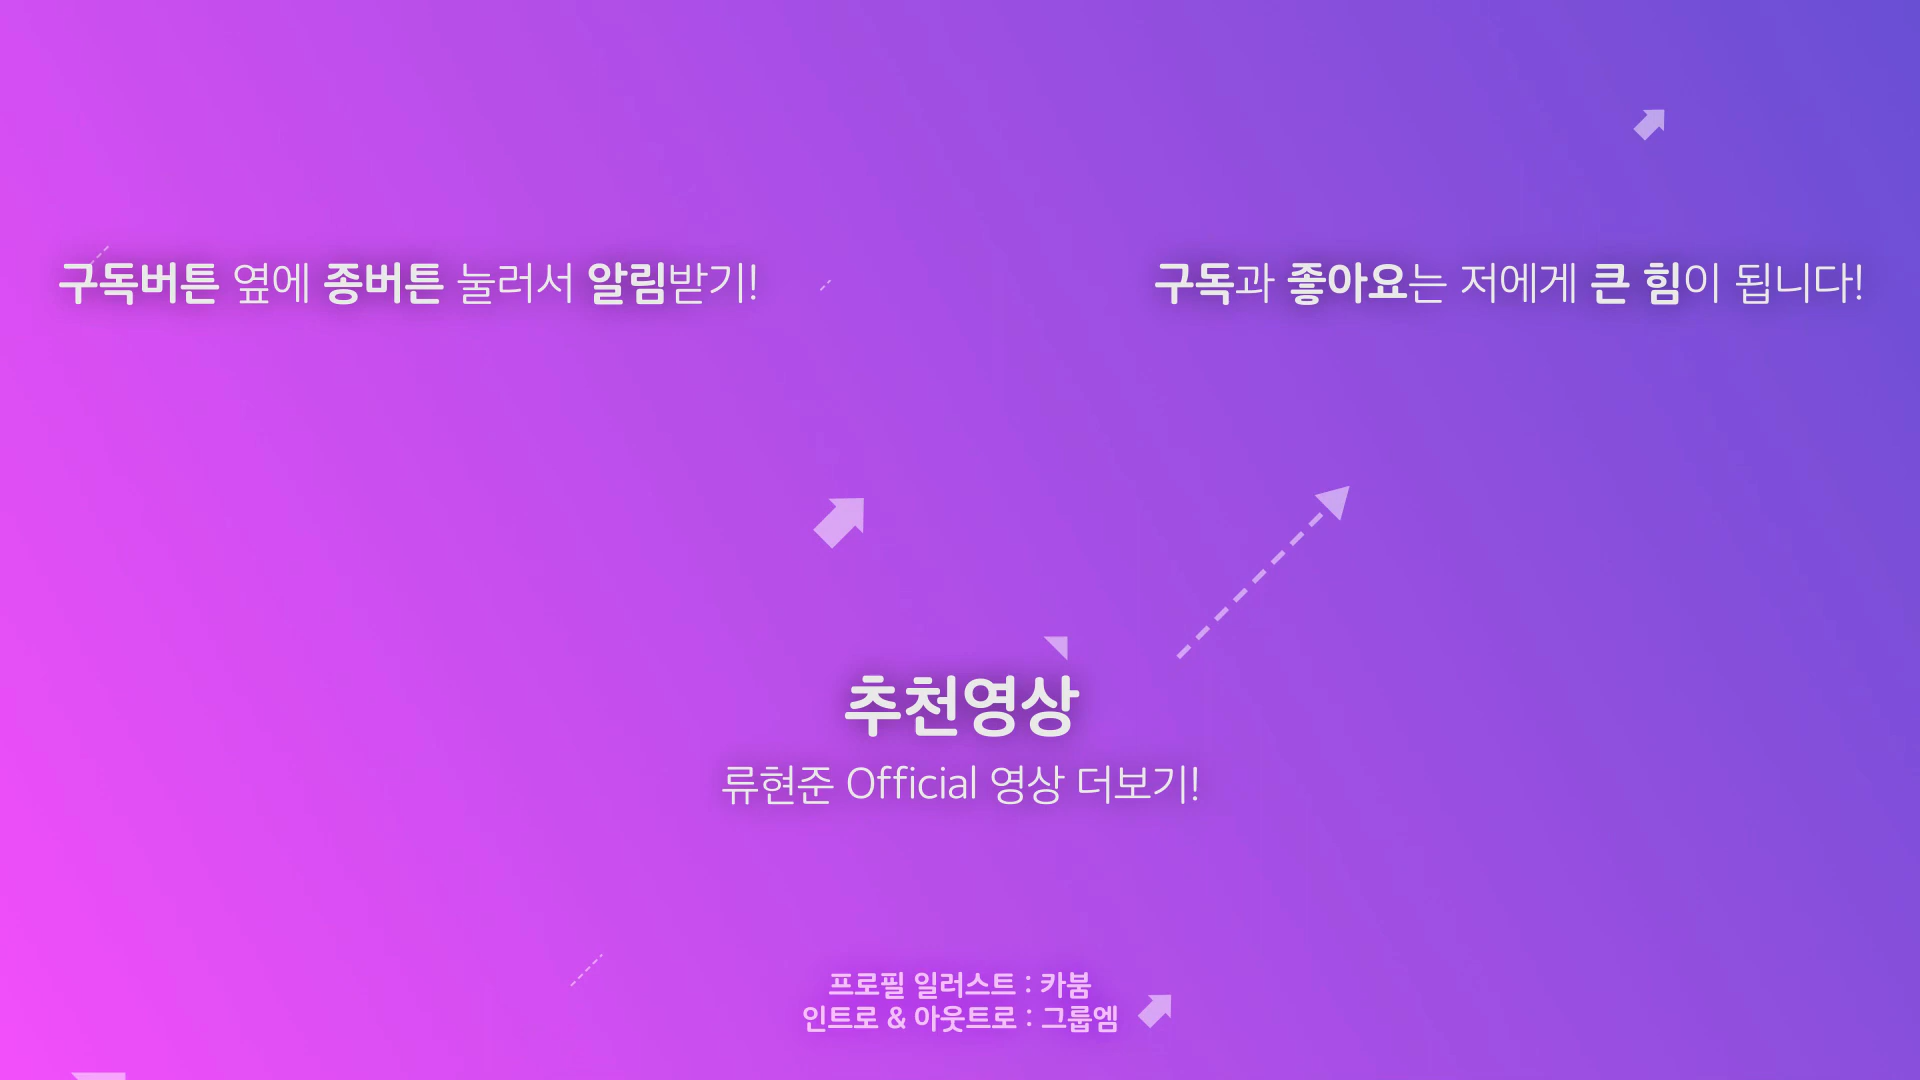 구독버튼 옆에 종버튼 눌러서 알림받기!
구독과 좋아요는 저에게 큰 힘이 됩니다!
추천영상
류현준 Official 영상 더보기!
프로필 일러스트 : 카붐
인트로 & 아웃트로 : 그룹엠